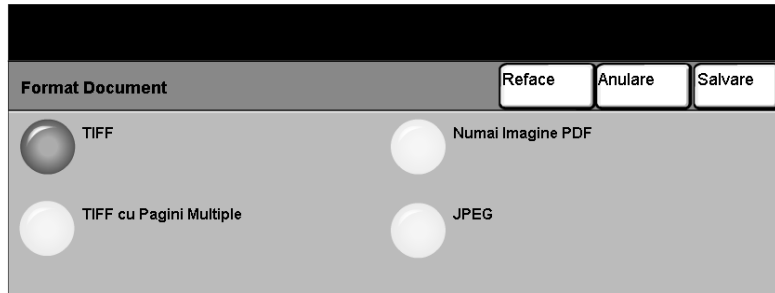 Format Document
Reface
Anulare
Salvare
TIFF
Numai Imagine PDF
TIFF cu Pagini Multiple
JPEG